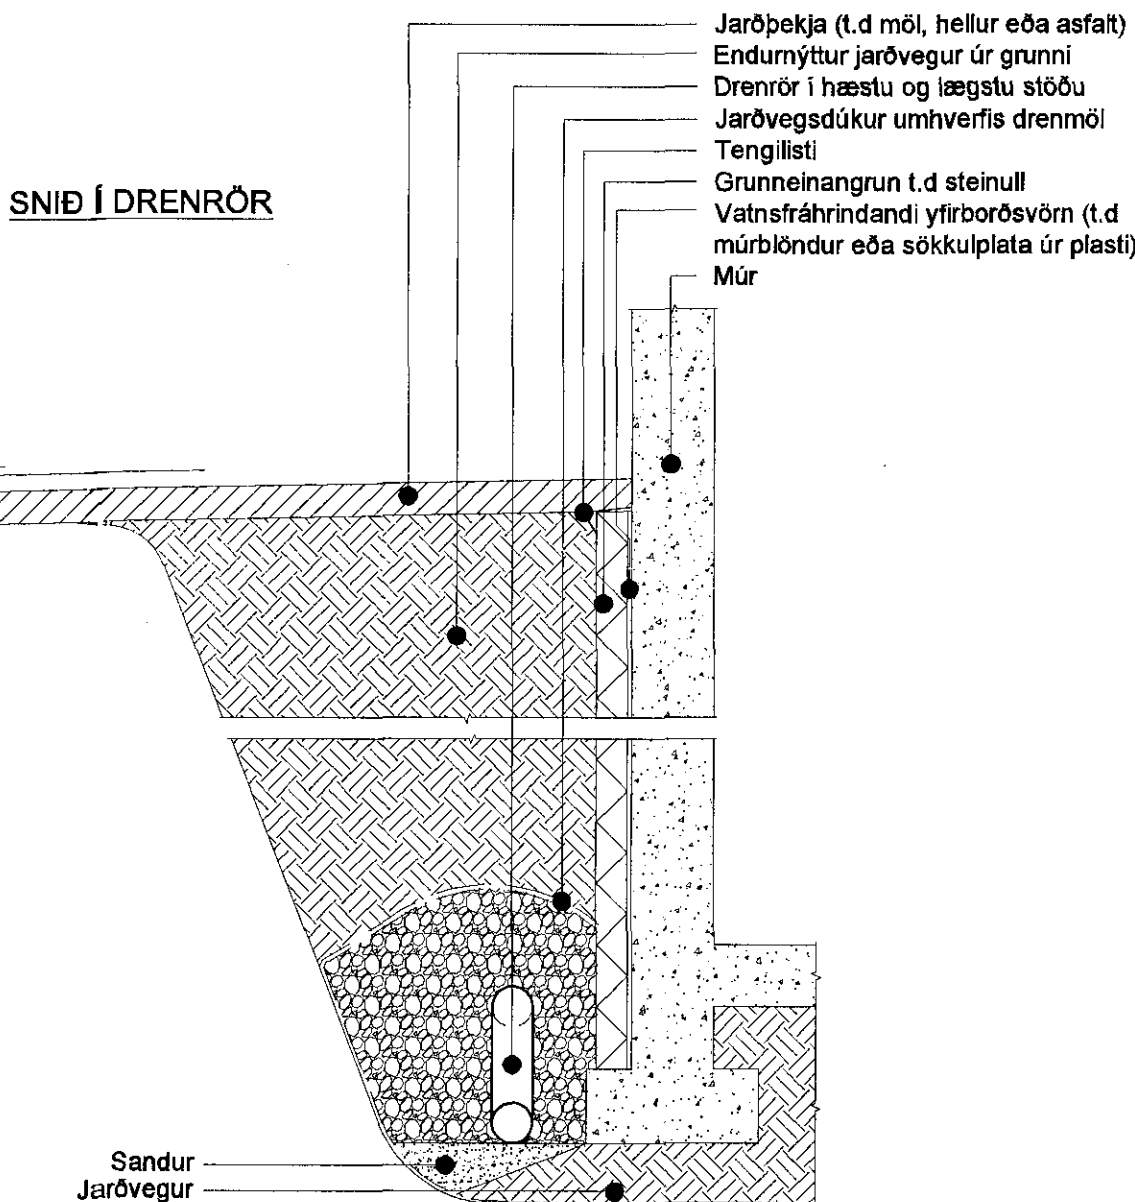 Jarðþekja (t.d möl, hellur eða asfalt)
Endurnýttur jarðvegur úr grunni
Drenrör í hæstu og lægstu stöðu
Jarðvegsdúkur umhverfis drenmöl
Tengilisti
Grunneinangrun t.d steinull
Vatnsfráhrindandi yfirborðsvörn (t.d
múrblöndur eða sökkulplata úr plasti)
Múr
SNIÐ Í DRENRÖR
Sandur
Jarðvegur